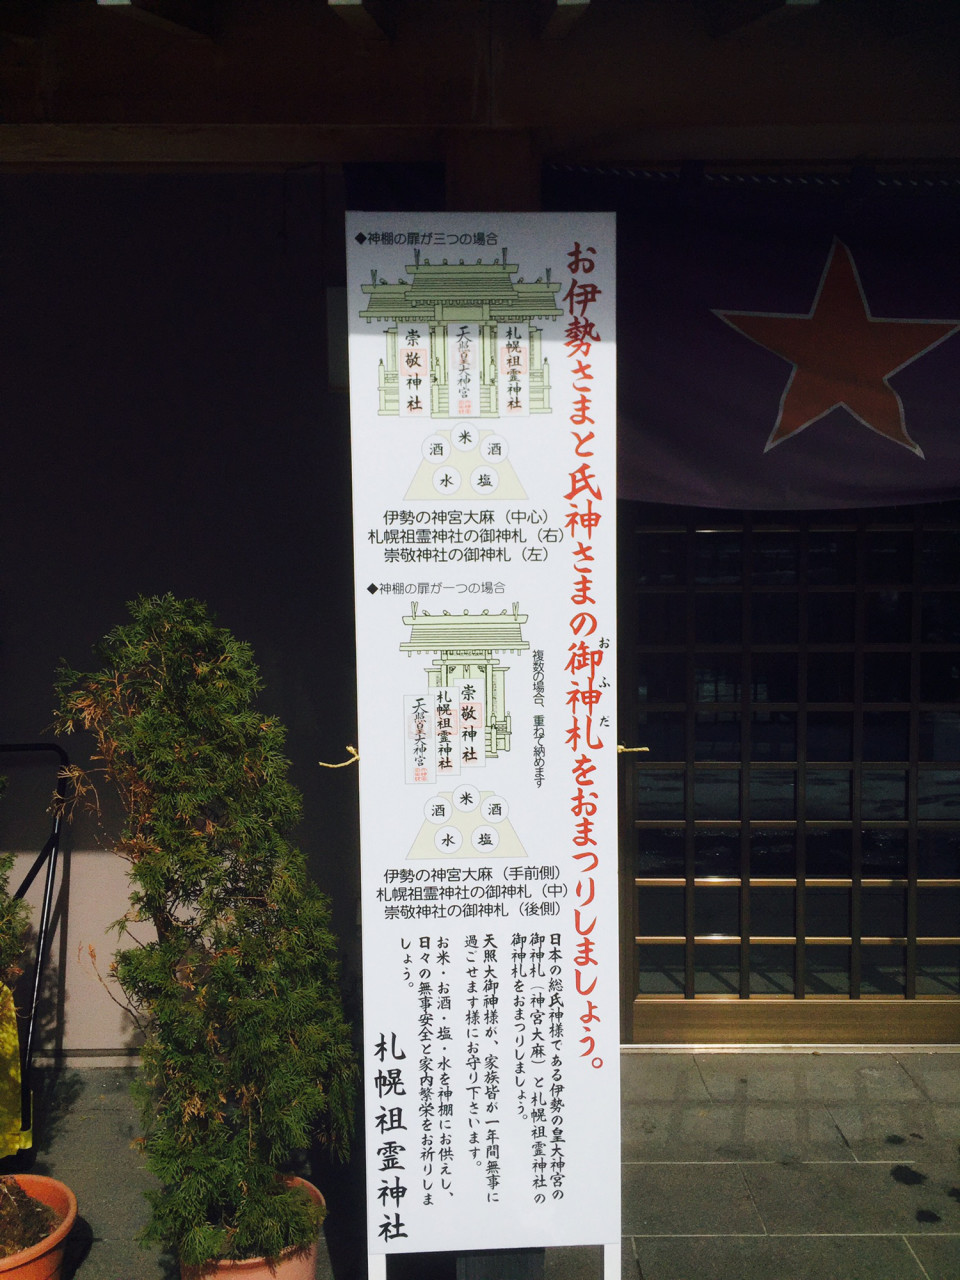 お伊勢さまと氏神さまの御神札をおまつりしましょう。
おふだ
◆神棚の扉が三つの場合
札幌祖霊神社
天照皇大神宮
崇敬神社
米
酒
酒
水
塩
伊勢の神宮大麻（中心）
札幌祖霊神社の御神札（右）
崇敬神社の御神札（左）
◆神棚の扉が一つの場合
複数の場合、重ねて納めます
崇敬神社
札幌祖霊神社
天照皇大神宮
米
酒
酒
水
塩
伊勢の神宮大麻（手前側）
札幌祖霊神社の御神札（中）
崇敬神社の御神札（後側）
日本の総氏神様である伊勢の皇大神宮の
御神札（神宮大麻）と札幌祖霊神社の
御神札をおまつりしましょう。
天照大御神様が、家族皆が一年間無事に
過ごせます様にお守り下さいます。
お米・お酒・塩・水を神棚にお供えし、
日々の無事安全と家内繁栄をお祈りしま
しょう。
札幌祖霊神社